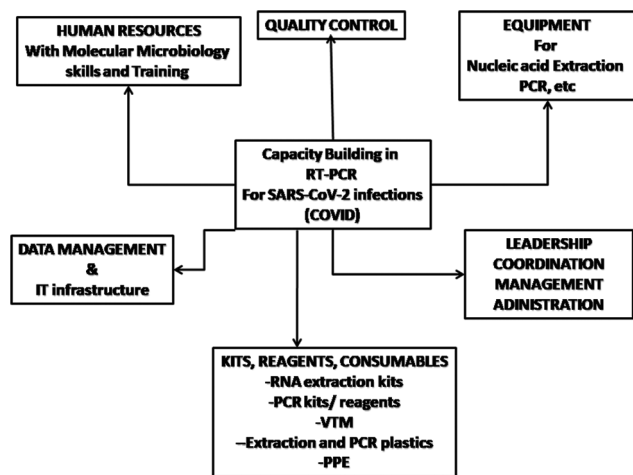 HUMAN RESOURCES
With Molecular Microbiology
skills and Training
QUALITY CONTROL
EQUIPMENT
For
Nucleic acid Extraction
PCR, etc
Capacity Building in
RT-PCR
For SARS-CoV-2 infections
(COVID)
DATA MANAGEMENT
&
IT infrastructure
LEADERSHIP
COORDINATION
MANAGEMENT
ADINISTRATION
KITS, REAGENTS, CONSUMABLES
-RNA extraction kits
-PCR kits/ reagents
-VTM
--Extraction and PCR plastics
-PPE